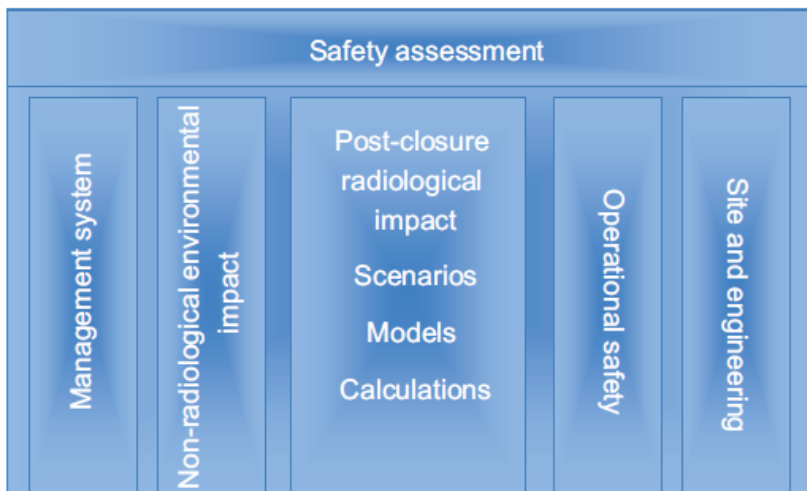 Safety assessment
Management system
Non-radiological environmental
impact
Post-closure
radiological
impact
Scenarios
Models
Calculations
Operational safety
Site and engineering